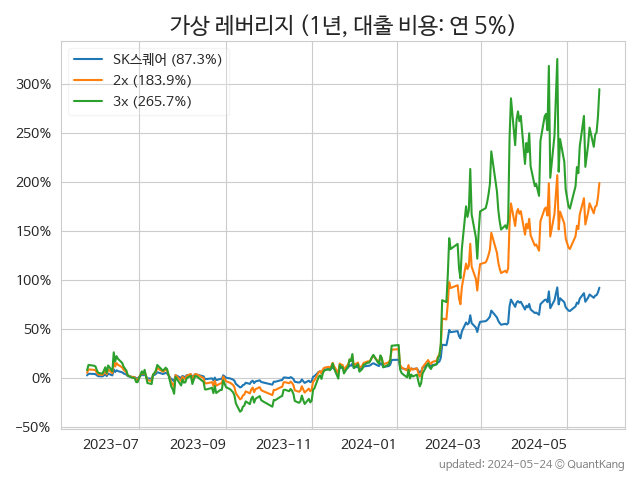 가상 레버리지 (1년, 대출 비용: 연 5%)
SK스퀘어 (87.3%)
2x (183.9%)
3x (265.7%)
300%
250%
200%
150%
100%
50%
0%
−50%
2023-07 2023-09 2023-11 2024-01 2024-03 2024-05
updated: 2024-05-24 © QuantKang